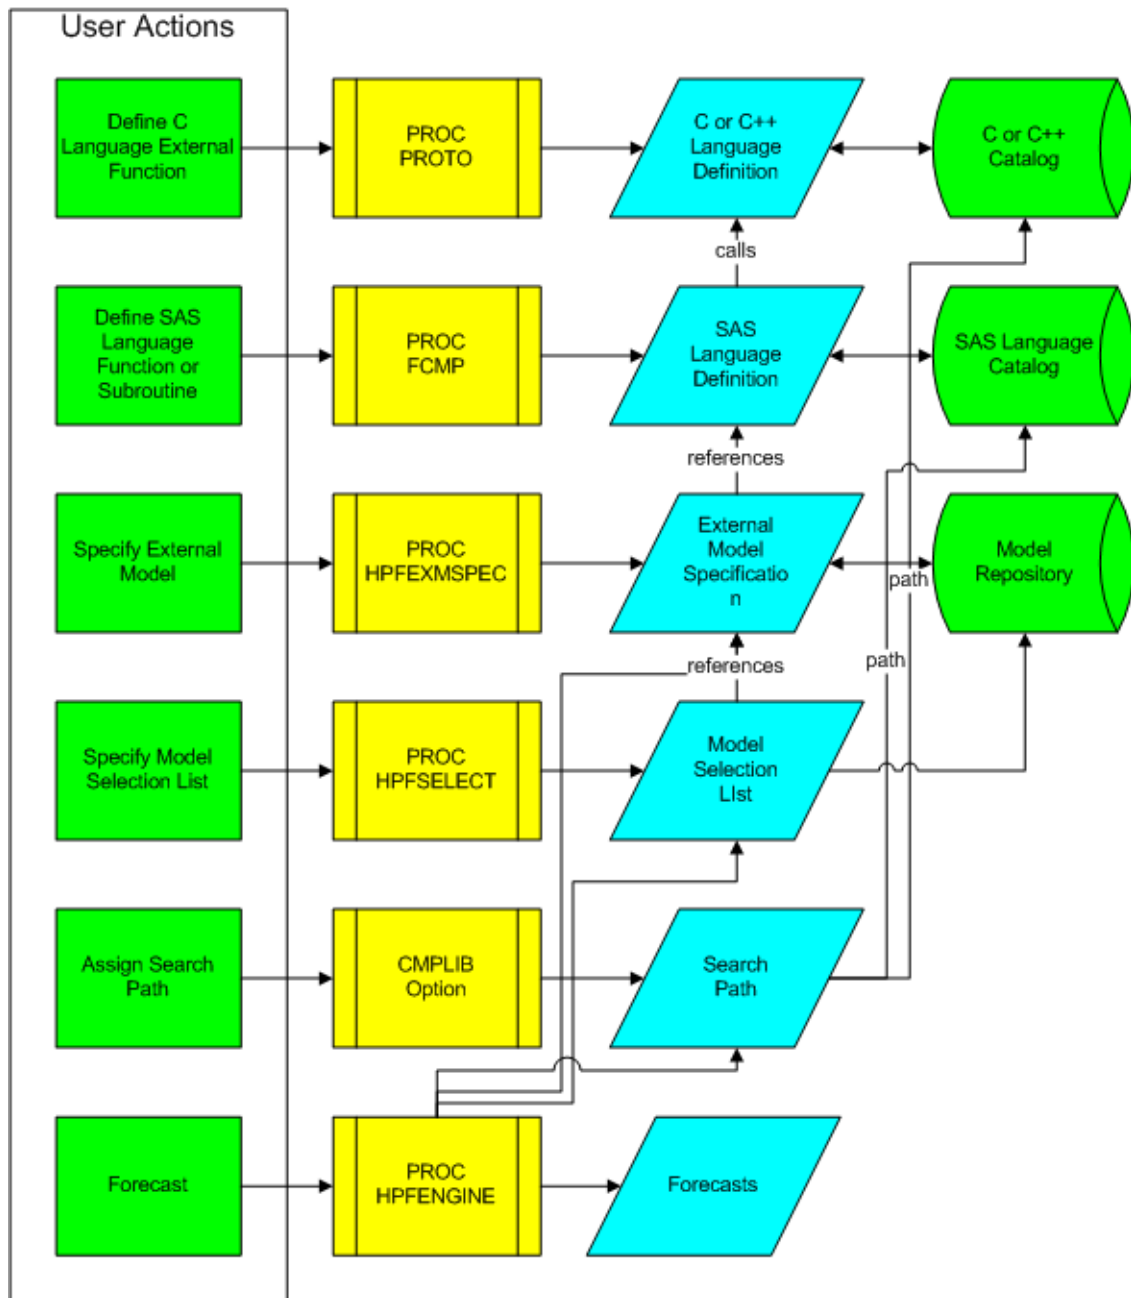 User Actions
Define C
Language External
Function
PROC
PROTO
C or C++
Language
Definition
C or C++
Catalog
calls
Define SAS
Language
Function or
Subroutine
PROC
FCMP
SAS
Language
Definition
SAS Language
Catalog
references
Specify External
Model
PROC
HPFEXMSPEC
External
Model
Specificatio
n
path
Model
Repository
references
path
Specify Model
Selection List
PROC
HPFSELECT
Model
Selection
LIst
Assign Search
Path
CMPLIB
Option
Search
Path
Forecast
PROC
HPFENGINE
Forecasts